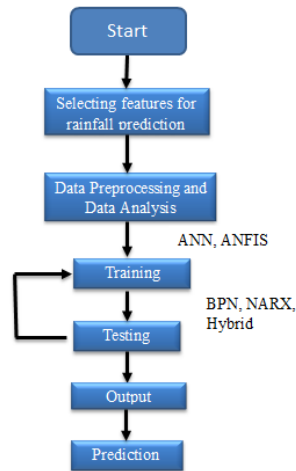 Start
Selecting features for
rainfall prediction
Data Preprocessing and
Data Analysis
ANN, ANFIS
Training
BPN, NARX,
Hybrid
Testing
Output
Prediction